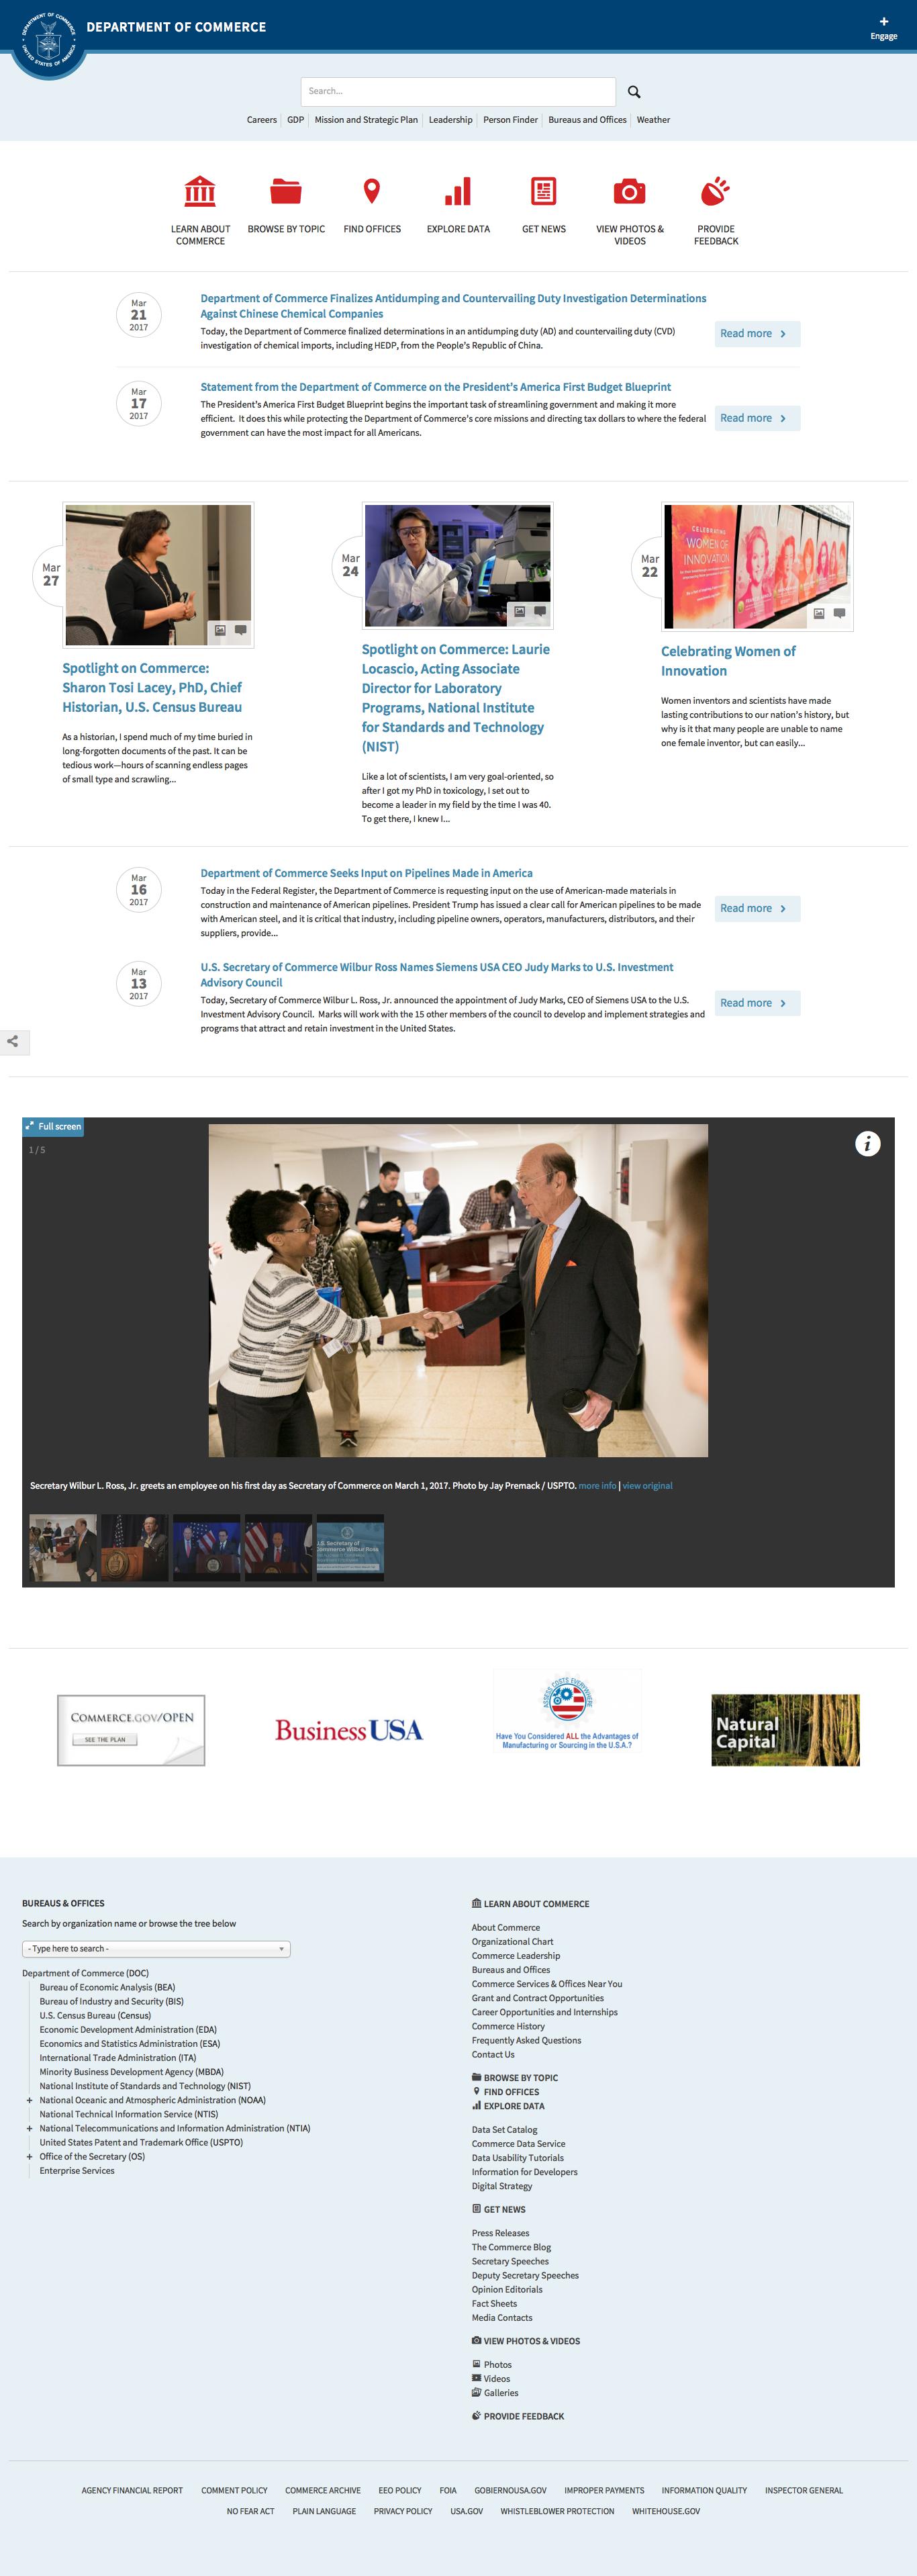 DEPARTMENT OF COMMERCE
UNITED STATES OF AMERICA
DEPARTMENT OF COMMERCE
+
Engage
Search...
Careers
GDP
Mission and Strategic Plan
Leadership
Person Finder
Bureaus and Offices
Weather
LEARN ABOUT
COMMERCE
BROWSE BY TOPIC
FIND OFFICES
EXPLORE DATA
GET NEWS
VIEW PHOTOS &
VIDEOS
PROVIDE
FEEDBACK
Mar
21
2017
Department of Commerce Finalizes Antidumping and Countervailing Duty Investigation Determinations
Against Chinese Chemical Companies
Today, the Department of Commerce finalized determinations in an antidumping duty (AD) and countervailing duty (CVD)
investigation of chemical imports, including HEDP, from the People's Republic of China.
Read more
Mar
17
2017
Statement from the Department of Commerce on the President's America First Budget Blueprint
The President's America First Budget Blueprint begins the important task of streamlining government and making it more
efficient. It does this while protecting the Department of Commerce's core missions and directing tax dollars to where the federal
government can have the most impact for all Americans.
Read more
Mar
27
Spotlight on Commerce:
Sharon Tosi Lacey, PhD, Chief
Historian, U.S. Census Bureau
As a historian, I spend much of my time buried in
long-forgotten documents of the past. It can be
tedious work—hours of scanning endless pages
of small type and scrawling...
Mar
24
Spotlight on Commerce: Laurie
Locascio, Acting Associate
Director for Laboratory
Programs, National Institute
for Standards and Technology
(NIST)
Like a lot of scientists, I am very goal-oriented, so
after I got my PhD in toxicology, I set out to
become a leader in my field by the time I was 40.
To get there, I knew I...
Mar
22
CELEBRATING
WOMEN OF
INNOVATION
Celebrating Women of
Innovation
Women inventors and scientists have made
lasting contributions to our nation's history, but
why is it that many people are unable to name
one female inventor, but can easily...
Mar
16
2017
Department of Commerce Seeks Input on Pipelines Made in America
Today in the Federal Register, the Department of Commerce is requesting input on the use of American-made materials in
construction and maintenance of American pipelines. President Trump has issued a clear call for American pipelines to be made
with American steel, and it is critical that industry, including pipeline owners, operators, manufacturers, distributors, and their
suppliers, provide...
Read more
Mar
13
2017
U.S. Secretary of Commerce Wilbur Ross Names Siemens USA CEO Judy Marks to U.S. Investment
Advisory Council
Today, Secretary of Commerce Wilbur L. Ross, Jr. announced the appointment of Judy Marks, CEO of Siemens USA to the U.S.
Investment Advisory Council. Marks will work with the 15 other members of the council to develop and implement strategies and
programs that attract and retain investment in the United States.
Read more
Full screen
1 / 5
i
Secretary Wilbur L. Ross, Jr. greets an employee on his first day as Secretary of Commerce on March 1, 2017. Photo by Jay Premack / USPTO. more info | view original
U.S. Secretary of
Commerce Wilbur Ross
COMMERCE.GOV/OPEN
SEE THE PLAN
BusinessUSA
ASSESS COSTS EVERYWHERE
Have You Considered ALL the Advantages of
Manufacturing or Sourcing in the U.S.A.?
Natural
Capital
BUREAUS & OFFICES
Search by organization name or browse the tree below
- Type here to search -
Department of Commerce (DOC)
Bureau of Economic Analysis (BEA)
Bureau of Industry and Security (BIS)
U.S. Census Bureau (Census)
Economic Development Administration (EDA)
Economics and Statistics Administration (ESA)
International Trade Administration (ITA)
Minority Business Development Agency (MBDA)
National Institute of Standards and Technology (NIST)
+ National Oceanic and Atmospheric Administration (NOAA)
National Technical Information Service (NTIS)
+ National Telecommunications and Information Administration (NTIA)
United States Patent and Trademark Office (USPTO)
+ Office of the Secretary (OS)
Enterprise Services
LEARN ABOUT COMMERCE
About Commerce
Organizational Chart
Commerce Leadership
Bureaus and Offices
Commerce Services & Offices Near You
Grant and Contract Opportunities
Career Opportunities and Internships
Commerce History
Frequently Asked Questions
Contact Us
BROWSE BY TOPIC
FIND OFFICES
EXPLORE DATA
Data Set Catalog
Commerce Data Service
Data Usability Tutorials
Information for Developers
Digital Strategy
GET NEWS
Press Releases
The Commerce Blog
Secretary Speeches
Deputy Secretary Speeches
Opinion Editorials
Fact Sheets
Media Contacts
VIEW PHOTOS & VIDEOS
Photos
Videos
Galleries
PROVIDE FEEDBACK
AGENCY FINANCIAL REPORT
COMMENT POLICY
COMMERCE ARCHIVE
EEO POLICY
FOIA
GOBIERNOUSA.GOV
IMPROPER PAYMENTS
INFORMATION QUALITY
INSPECTOR GENERAL
NO FEAR ACT
PLAIN LANGUAGE
PRIVACY POLICY
USA.GOV
WHISTLEBLOWER PROTECTION
WHITEHOUSE.GOV